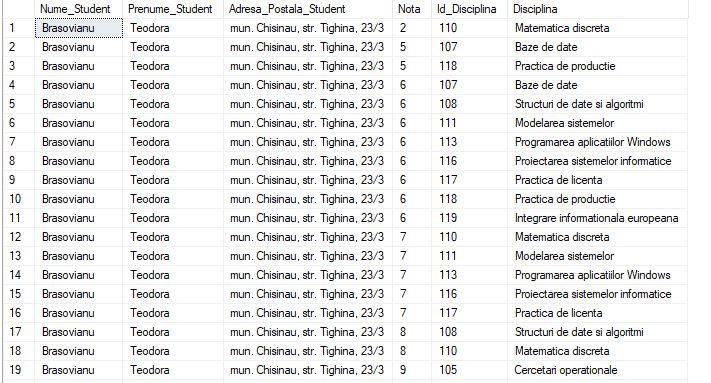 Nume_Student Prenume_Student Adresa_Postala_Student Nota Id_Disciplina Disciplina
1 Brasovianu Teodora mun. Chisinau, str. Tighina, 23/3 2 110 Matematica discreta
2 Brasovianu Teodora mun. Chisinau, str. Tighina, 23/3 5 107 Baze de date
3 Brasovianu Teodora mun. Chisinau, str. Tighina, 23/3 5 118 Practica de productie
4 Brasovianu Teodora mun. Chisinau, str. Tighina, 23/3 6 107 Baze de date
5 Brasovianu Teodora mun. Chisinau, str. Tighina, 23/3 6 108 Structuri de date si algoritmi
6 Brasovianu Teodora mun. Chisinau, str. Tighina, 23/3 6 111 Modelarea sistemelor
7 Brasovianu Teodora mun. Chisinau, str. Tighina, 23/3 6 113 Programarea aplicatiilor Windows
8 Brasovianu Teodora mun. Chisinau, str. Tighina, 23/3 6 116 Proiectarea sistemelor informatice
9 Brasovianu Teodora mun. Chisinau, str. Tighina, 23/3 6 117 Practica de licenta
10 Brasovianu Teodora mun. Chisinau, str. Tighina, 23/3 6 118 Practica de productie
11 Brasovianu Teodora mun. Chisinau, str. Tighina, 23/3 6 119 Integrare informationala europeana
12 Brasovianu Teodora mun. Chisinau, str. Tighina, 23/3 7 110 Matematica discreta
13 Brasovianu Teodora mun. Chisinau, str. Tighina, 23/3 7 111 Modelarea sistemelor
14 Brasovianu Teodora mun. Chisinau, str. Tighina, 23/3 7 113 Programarea aplicatiilor Windows
15 Brasovianu Teodora mun. Chisinau, str. Tighina, 23/3 7 116 Proiectarea sistemelor informatice
16 Brasovianu Teodora mun. Chisinau, str. Tighina, 23/3 7 117 Practica de licenta
17 Brasovianu Teodora mun. Chisinau, str. Tighina, 23/3 8 108 Structuri de date si algoritmi
18 Brasovianu Teodora mun. Chisinau, str. Tighina, 23/3 8 110 Matematica discreta
19 Brasovianu Teodora mun. Chisinau, str. Tighina, 23/3 9 105 Cercetari operationale